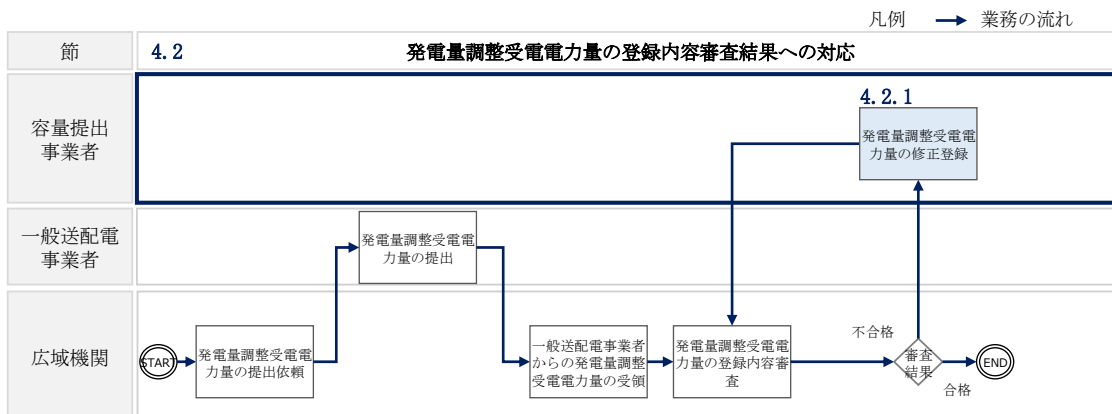 凡例 業務の流れ
節 4.2 発電量調整受電電力量の登録内容審査結果への対応
容量提出
事業者
4.2.1
発電量調整受電電
力量の修正登録
一般送配電
事業者
発電量調整受電電
力量の提出
広域機関
START
発電量調整受電電
力量の提出依頼
一般送配電事業者
からの発電量調整
受電電力量の受領
発電量調整受電電
力量の登録内容審
査
不合格
審査
結果
合格
END